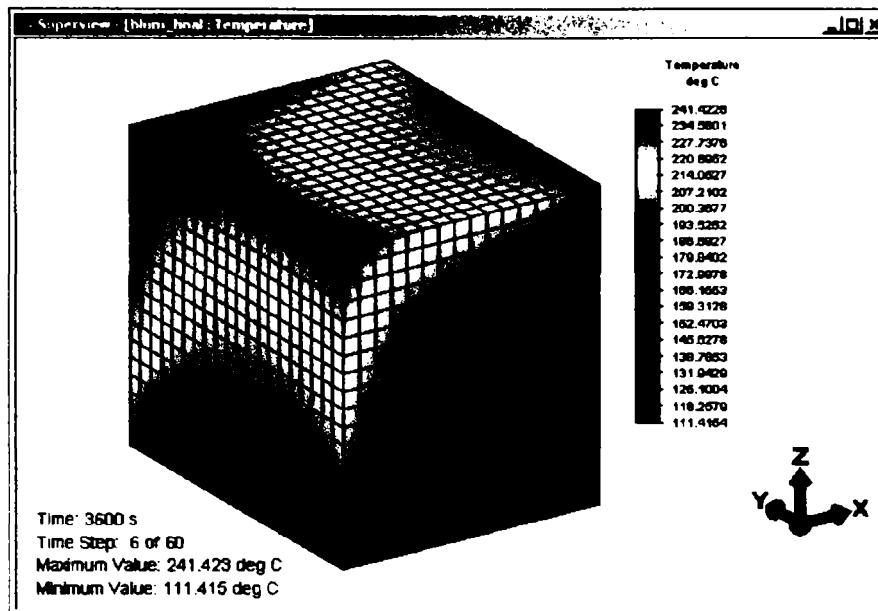 Superview - [blum_final : Temperature]
Temperature
deg C
241.4228
234.5801
227.7376
220.8952
214.0527
207.2102
200.3677
193.5252
186.6827
179.8402
172.9978
166.1553
159.3128
152.4703
145.6278
138.7853
131.9429
125.1004
118.2579
111.4154
Z
Y
X
Time: 3600 s
Time Step: 6 of 60
Maximum Value: 241.423 deg C
Minimum Value: 111.415 deg C